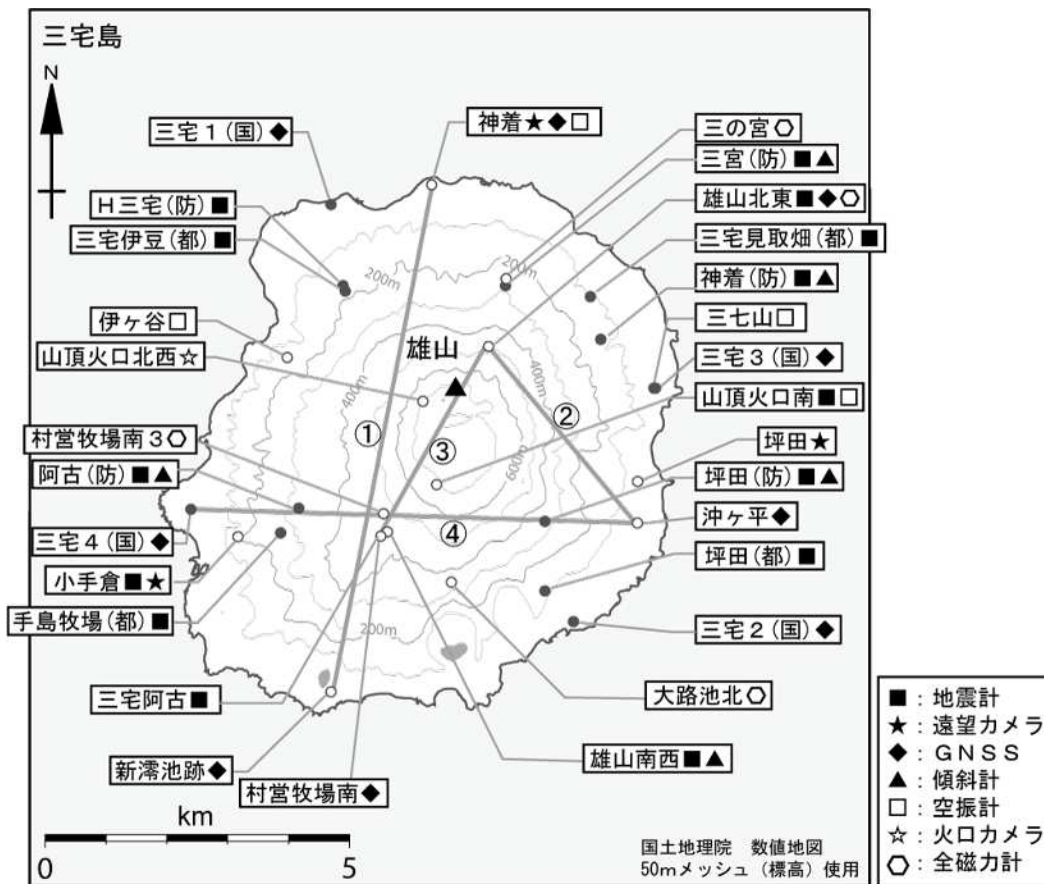 三宅島
N
神着★◆□
三宅1(国)◆
三の宮⬡
三宮(防)■▲
H三宅(防)■
雄山北東■◆⬡
三宅伊豆(都)■
三宅見取畑(都)■
200m
200m
神着(防)■▲
伊ヶ谷□
三七山□
山頂火口北西☆
雄山
三宅3(国)◆
400m
400m
山頂火口南■□
村営牧場南3⬡
①
②
③
坪田★
阿古(防)■▲
600m
坪田(防)■▲
三宅4(国)◆
④
沖ヶ平◆
小手倉■★
坪田(都)■
手島牧場(都)■
200m
三宅2(国)◆
三宅阿古■
大路池北⬡
新澪池跡◆
雄山南西■▲
村営牧場南◆
km
0 5
国土地理院 数値地図
50mメッシュ(標高)使用
■：地震計
★：遠望カメラ
◆：GNSS
▲：傾斜計
□：空振計
☆：火口カメラ
⬡：全磁力計